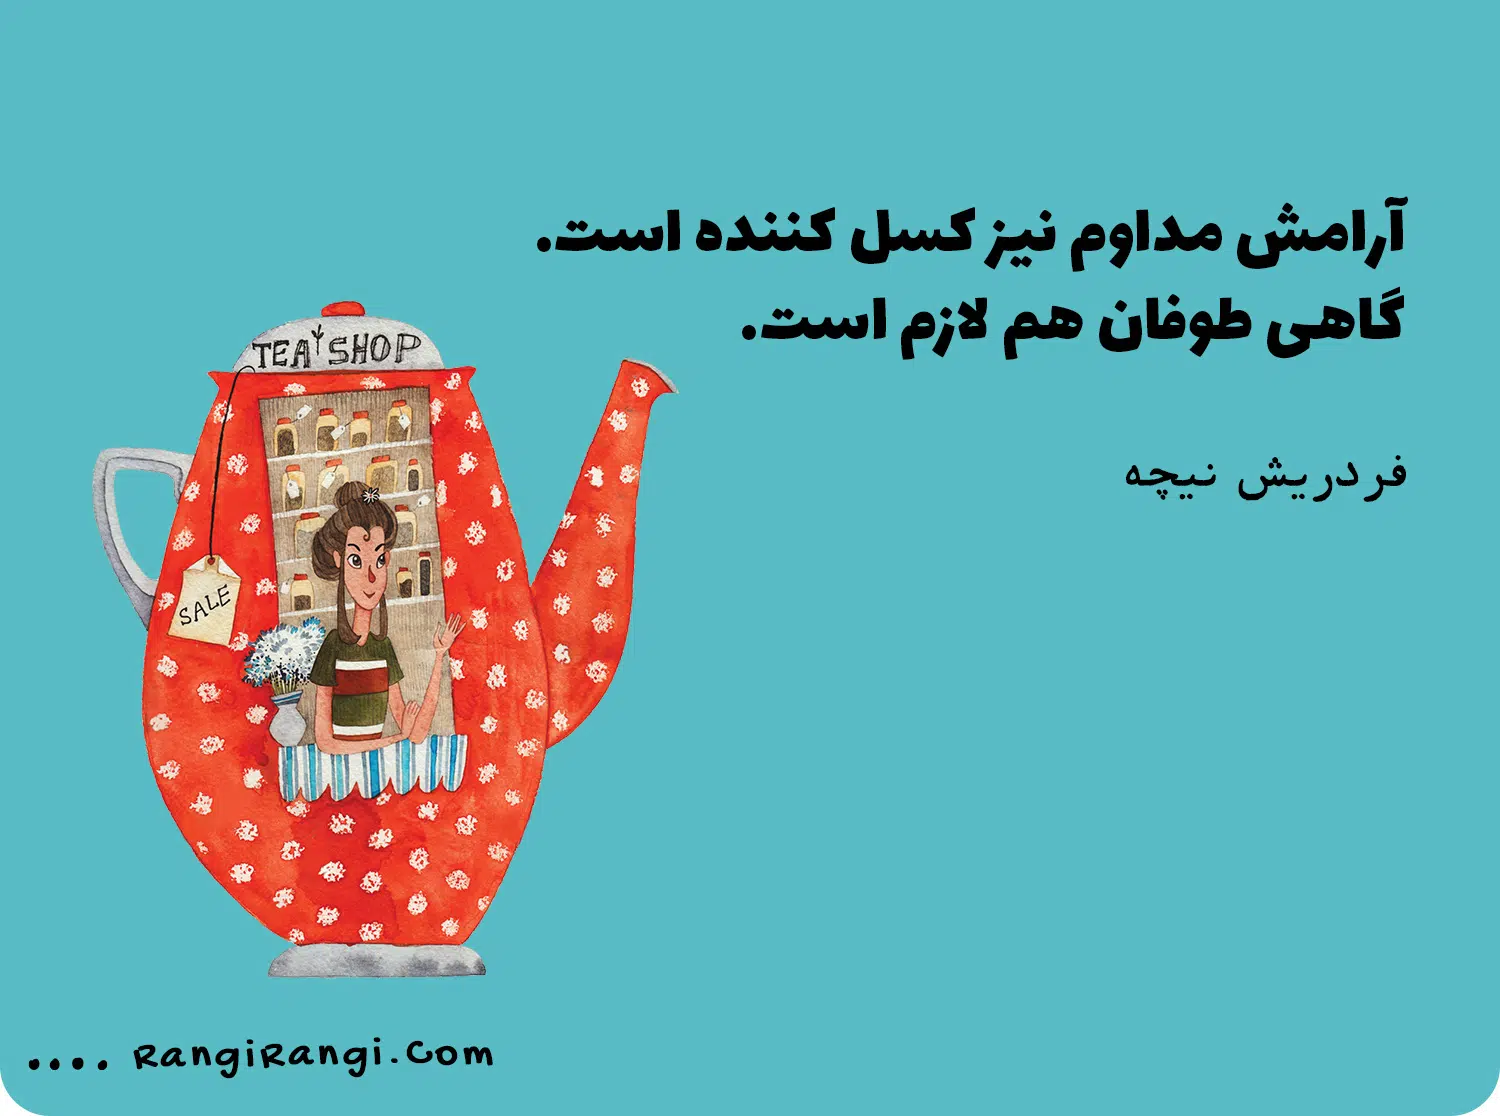 آرامش مداوم نیز کسل کننده است.
گاهی طوفان هم لازم است.
فردریش نیچه
TEA SHOP
SALE
.... RangiRangi.com